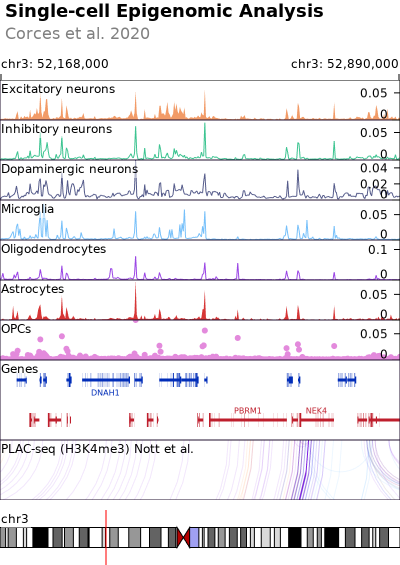 Single-cell Epigenomic Analysis
Corces et al. 2020
chr3: 52,168,000 chr3: 52,890,000
Excitatory neurons
0.05
0
Inhibitory neurons
0.05
0
Dopaminergic neurons
0.04
0.02
0
Microglia
0.05
0
Oligodendrocytes
0.1
0
Astrocytes
0.05
0
OPCs
0.05
0
Genes
DNAH1
PBRM1 NEK4
PLAC-seq (H3K4me3) Nott et al.
chr3